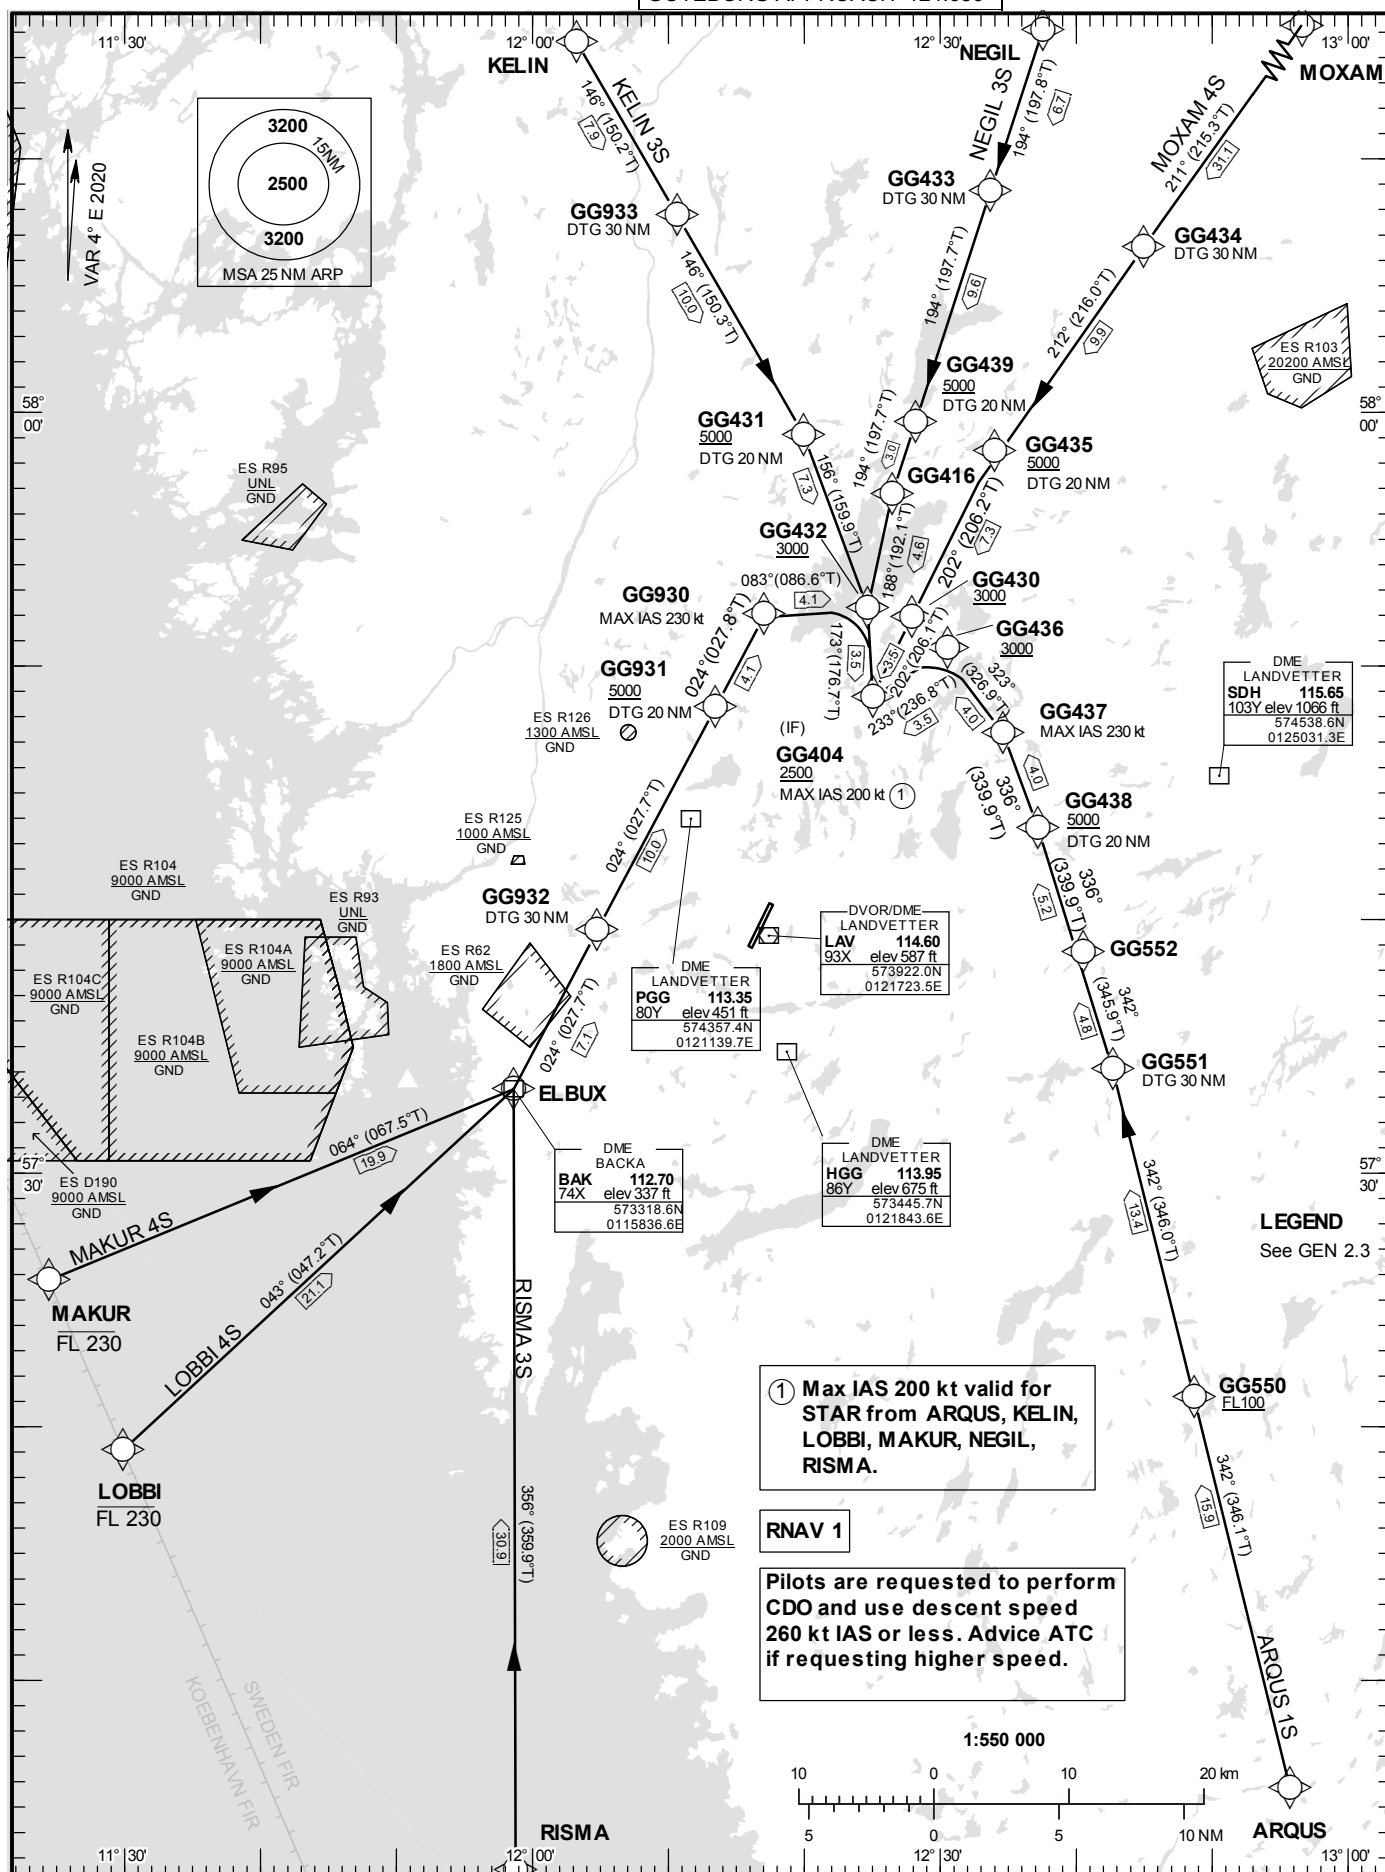 11° 30'
12° 00'
12° 30'
13° 00'
KELIN
NEGIL
MOXAM
3200
15NM
2500
3200
MSA 25 NM ARP
VAR 4° E 2020
146° (150.2°T)
7.9
KELIN 3S
NEGIL 3S
194° (197.8°T)
6.7
MOXAM 4S
211° (215.3°T)
31.1
GG933
DTG 30 NM
GG433
DTG 30 NM
GG434
DTG 30 NM
146° (150.3°T)
10.0
194° (197.7°T)
9.6
212° (216.0°T)
9.9
ES R103
20200 AMSL
GND
58°
00'
58°
00'
GG439
5000
DTG 20 NM
GG431
5000
DTG 20 NM
GG435
5000
DTG 20 NM
194° (197.7°T)
3.0
GG416
156° (159.9°T)
7.3
ES R95
UNL
GND
GG432
3000
188° (192.1°T)
4.6
202° (206.2°T)
7.3
GG430
3000
083° (086.6°T)
4.1
GG930
MAX IAS 230 kt
GG436
3000
024° (027.8°T)
4.1
173° (176.7°T)
3.5
202° (206.1°T)
3.5
323°
(326.9°T)
4.0
233° (236.8°T)
3.5
GG931
5000
DTG 20 NM
GG437
MAX IAS 230 kt
ES R126
1300 AMSL
GND
(IF)
GG404
2500
MAX IAS 200 kt 1
DME
LANDVETTER
SDH 115.65
103Y elev 1066 ft
574538.6N
0125031.3E
336°
(339.9°T)
4.0
GG438
5000
DTG 20 NM
024° (027.7°T)
10.0
ES R125
1000 AMSL
GND
336°
(339.9°T)
5.2
ES R104
9000 AMSL
GND
ES R93
UNL
GND
GG932
DTG 30 NM
DVOR/DME
LANDVETTER
LAV 114.60
93X elev 587 ft
573922.0N
0121723.5E
GG552
ES R104A
9000 AMSL
GND
ES R62
1800 AMSL
GND
ES R104C
9000 AMSL
GND
DME
LANDVETTER
PGG 113.35
80Y elev 451 ft
574357.4N
0121139.7E
342°
(345.9°T)
4.8
ES R104B
9000 AMSL
GND
024° (027.7°T)
7.1
GG551
DTG 30 NM
ELBUX
064° (067.5°T)
19.9
DME
BACKA
BAK 112.70
74X elev 337 ft
573318.6N
0115836.6E
DME
LANDVETTER
HGG 113.95
86Y elev 675 ft
573445.7N
0121843.6E
57°
30'
57°
30'
ES D190
9000 AMSL
GND
342° (346.0°T)
13.4
LEGEND
See GEN 2.3
MAKUR 4S
043° (047.2°T)
21.1
MAKUR
FL 230
LOBBI 4S
RISMA 3S
1 Max IAS 200 kt valid for
STAR from ARQUS, KELIN,
LOBBI, MAKUR, NEGIL,
RISMA.
GG550
FL100
LOBBI
FL 230
356° (359.9°T)
30.9
ES R109
2000 AMSL
GND
RNAV 1
342° (346.1°T)
15.9
Pilots are requested to perform
CDO and use descent speed
260 kt IAS or less. Advice ATC
if requesting higher speed.
SWEDEN FIR
KOEBENHAVN FIR
ARQUS 1S
1:550 000
10 0 10 20 km
5 0 5 10 NM
RISMA
ARQUS
11° 30'
12° 00'
12° 30'
13° 00'